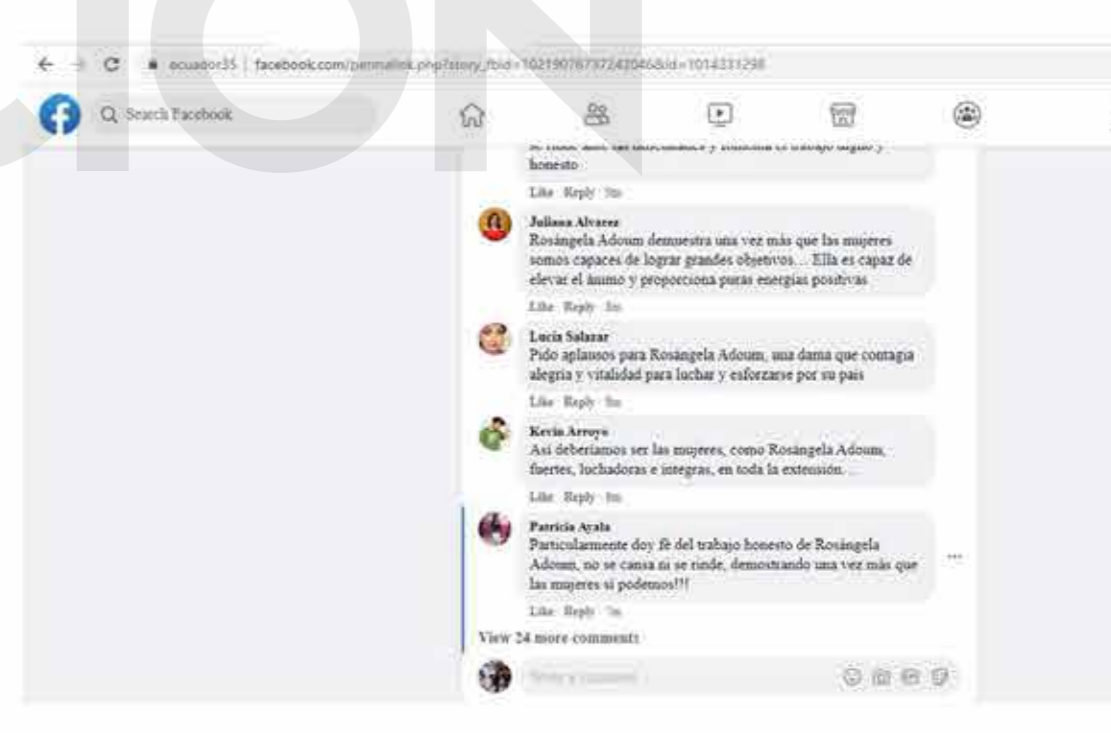 CION
ecuador35 | facebook.com/permalink.php?story_fbid=
Search Facebook
honesto
Like Reply
Juliana Alvarez
Rosángela Adoum demuestra una vez más que las mujeres
somos capaces de lograr grandes objetivos... Ella es capaz de
elevar el ánimo y proporciona puras energías positivas
Like Reply
Lucía Salazar
Pido aplausos para Rosángela Adoum, una dama que contagia
alegría y vitalidad para luchar y esforzarse por su país
Like Reply
Kevin Arroyo
Así deberíamos ser las mujeres, como Rosángela Adoum,
fuertes, luchadoras e íntegras, en toda la extensión...
Like Reply
Patricia Ayala
Particularmente doy fé del trabajo honesto de Rosángela
Adoum, no se cansa ni se rinde, demostrando una vez más que
las mujeres si podemos!!!
Like Reply
View 24 more comments
Write a comment